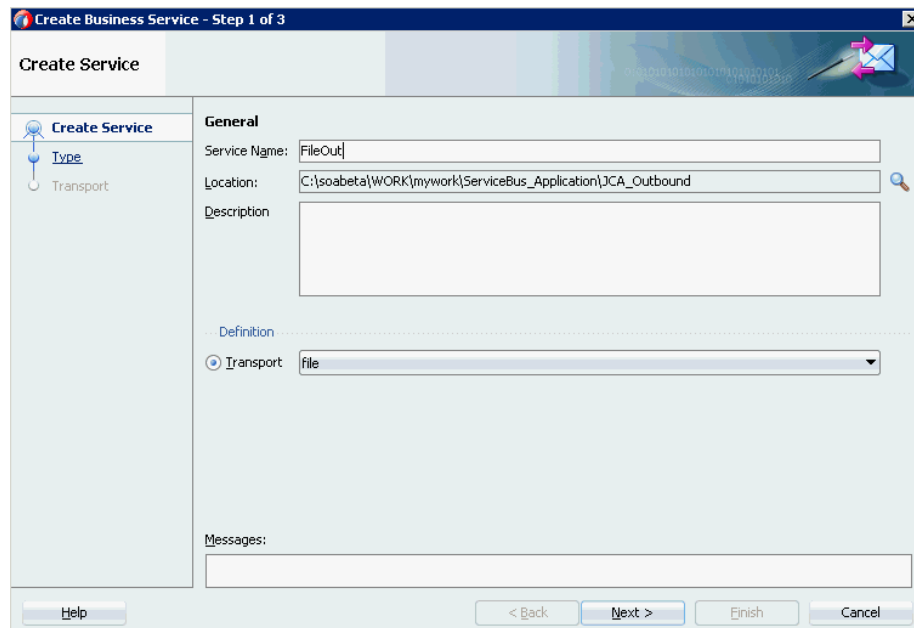 Create Business Service - Step 1 of 3
Create Service
Create Service
Type
Transport
General
Service Name: FileOut
Location: C:\soabeta\WORK\mywork\ServiceBus_Application\JCA_Outbound
Description
Definition
Transport file
Messages:
Help < Back Next > Finish Cancel